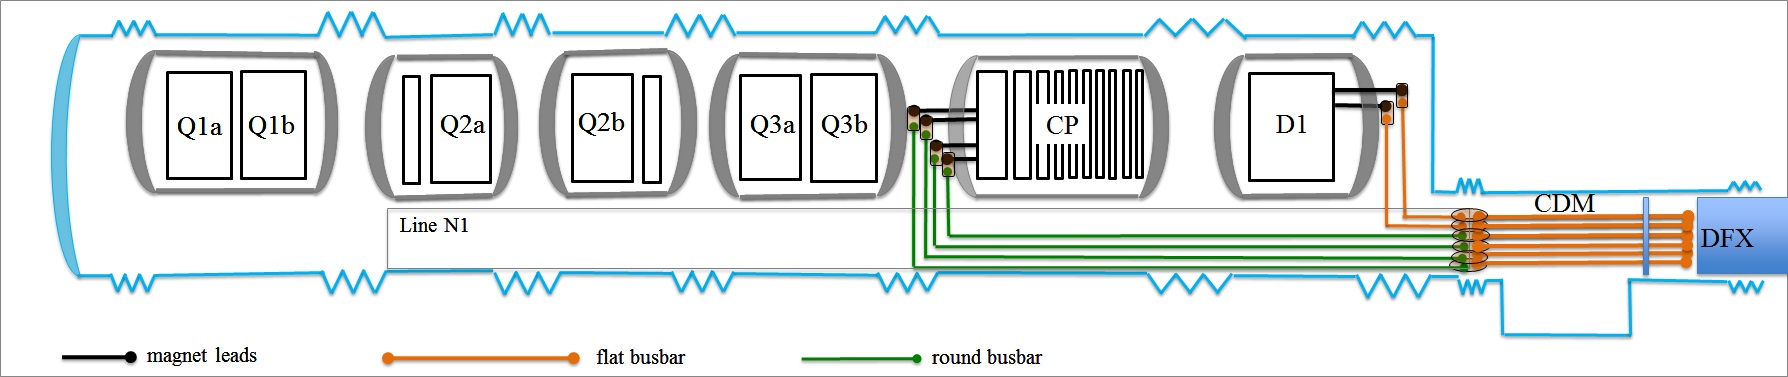 Q1a Q1b Q2a Q2b Q3a Q3b CP D1
Line N1
CDM
DFX
magnet leads flat busbar round busbar